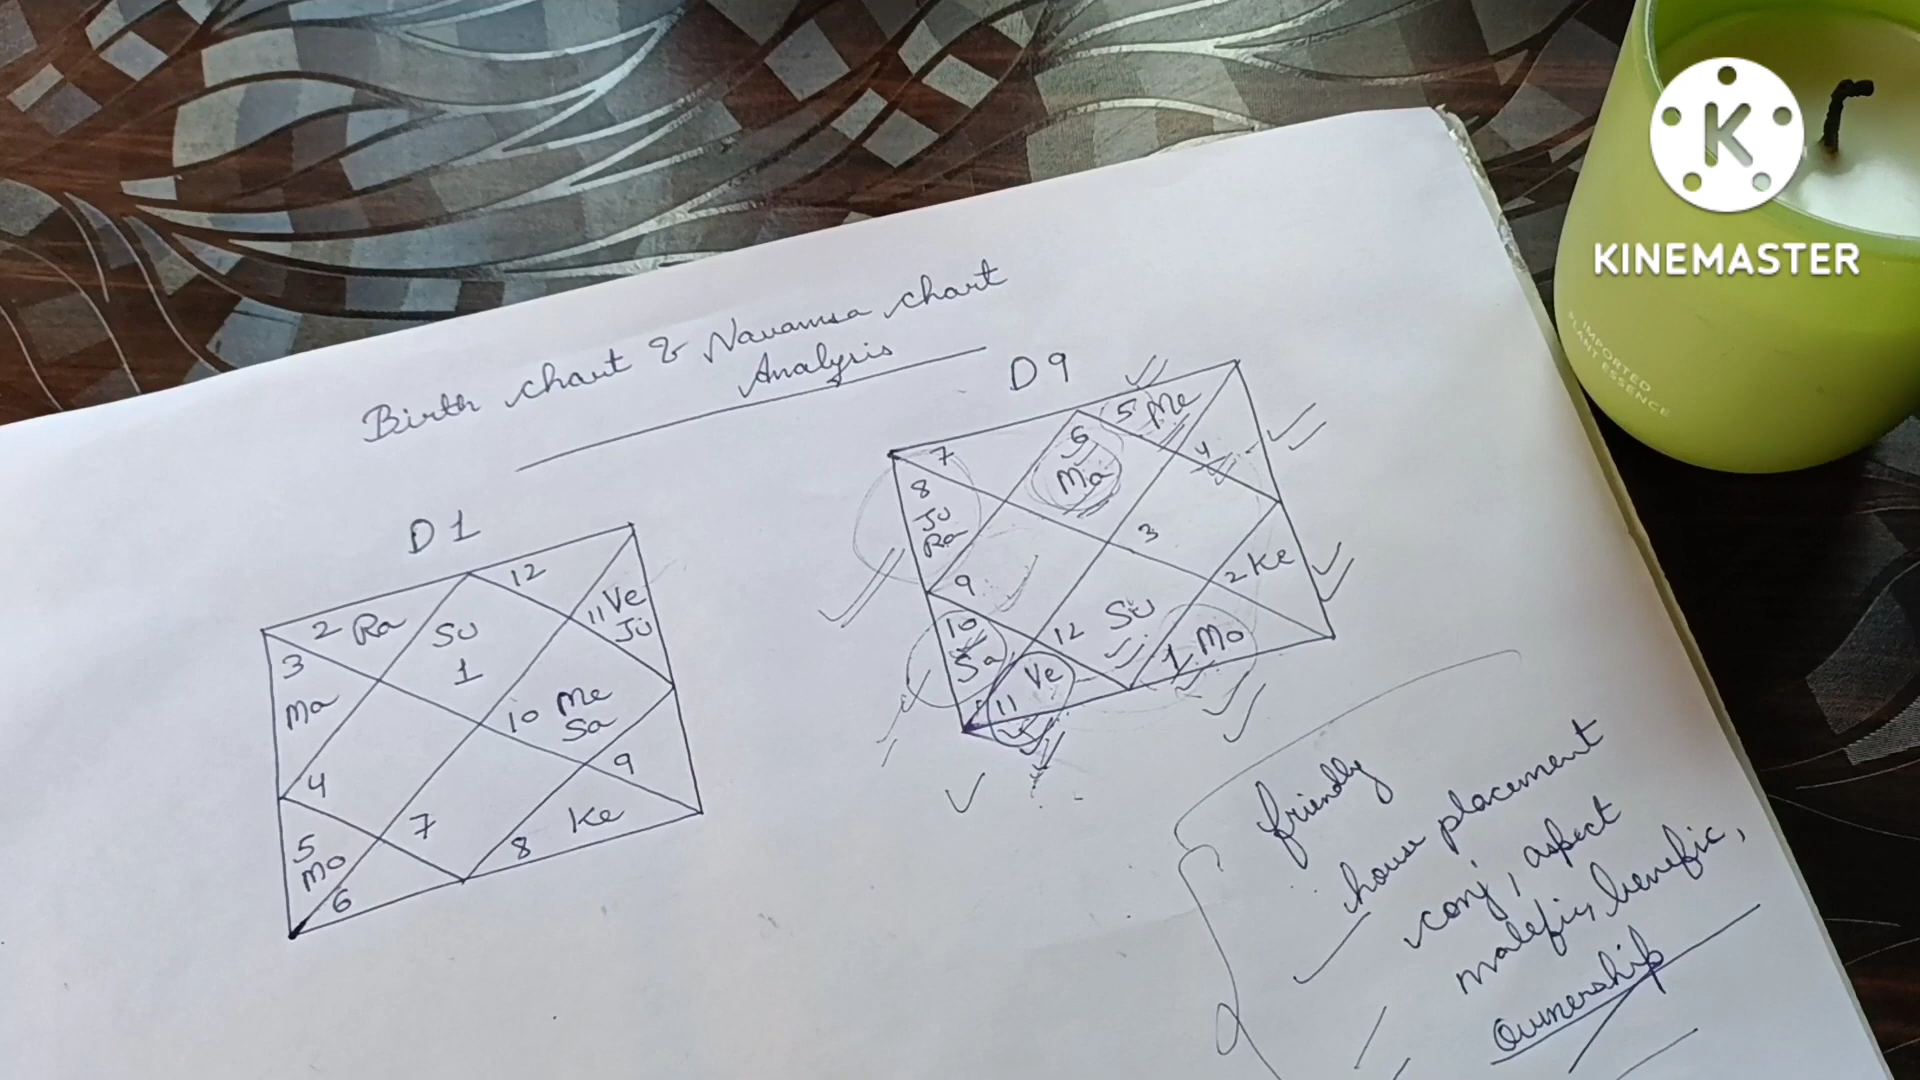 Birth chart & Navamsa chart
Analysis
D1
12
2 Ra
Su
1
11 Ve
Ju
3
Ma
10 Me
Sa
4
9
7
5
Mo
8 Ke
6
D9
7
6
Ma
5 Me
4
8
Ju
Ra
3
9
2 Ke
10
Sa
12 Su
1 Mo
11 Ve
friendly
house placement
conj, aspect
malefic, benefic,
Ownership
K
KINEMASTER
IMPORTED
PLANT ESSENCE